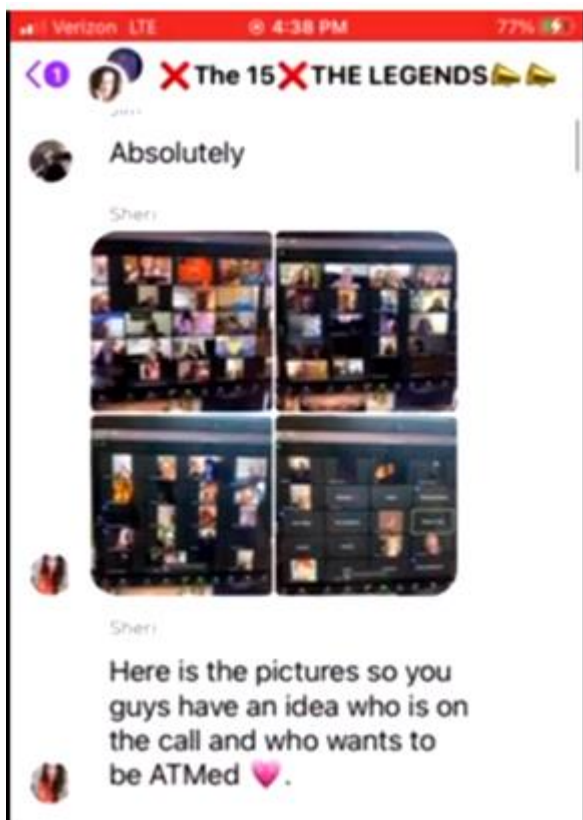 Verizon LTE 4:38 PM 77%
1 ❌The 15❌THE LEGENDS📣📣
Absolutely
Sheri
Sheri
Here is the pictures so you
guys have an idea who is on
the call and who wants to
be ATMed 💗.